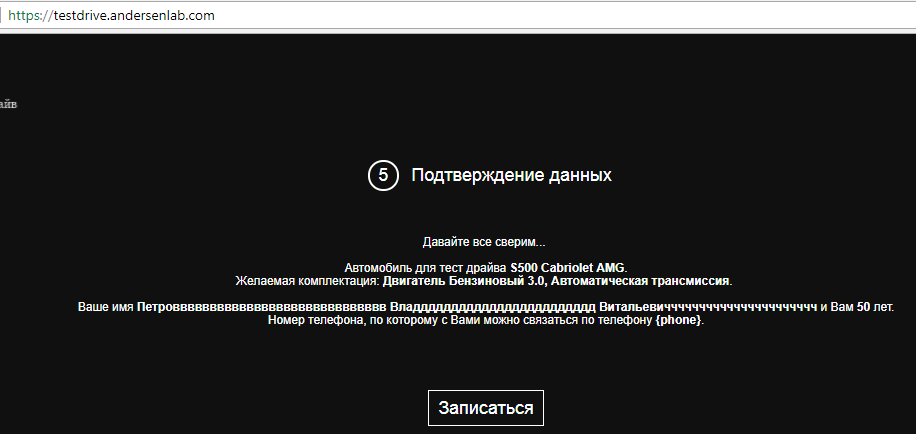 https://testdrive.andersenlab.com
айв
5 Подтверждение данных
Давайте все сверим...
Автомобиль для тест драйва S500 Cabriolet AMG.
Желаемая комплектация: Двигатель Бензиновый 3.0, Автоматическая трансмиссия.
Ваше имя Петроввввввввввввввввввввввввввввв Владдддддддддддддддддддддддд Витальевичччччччччччччччччччччч и Вам 50 лет.
Номер телефона, по которому с Вами можно связаться по телефону {phone}.
Записаться